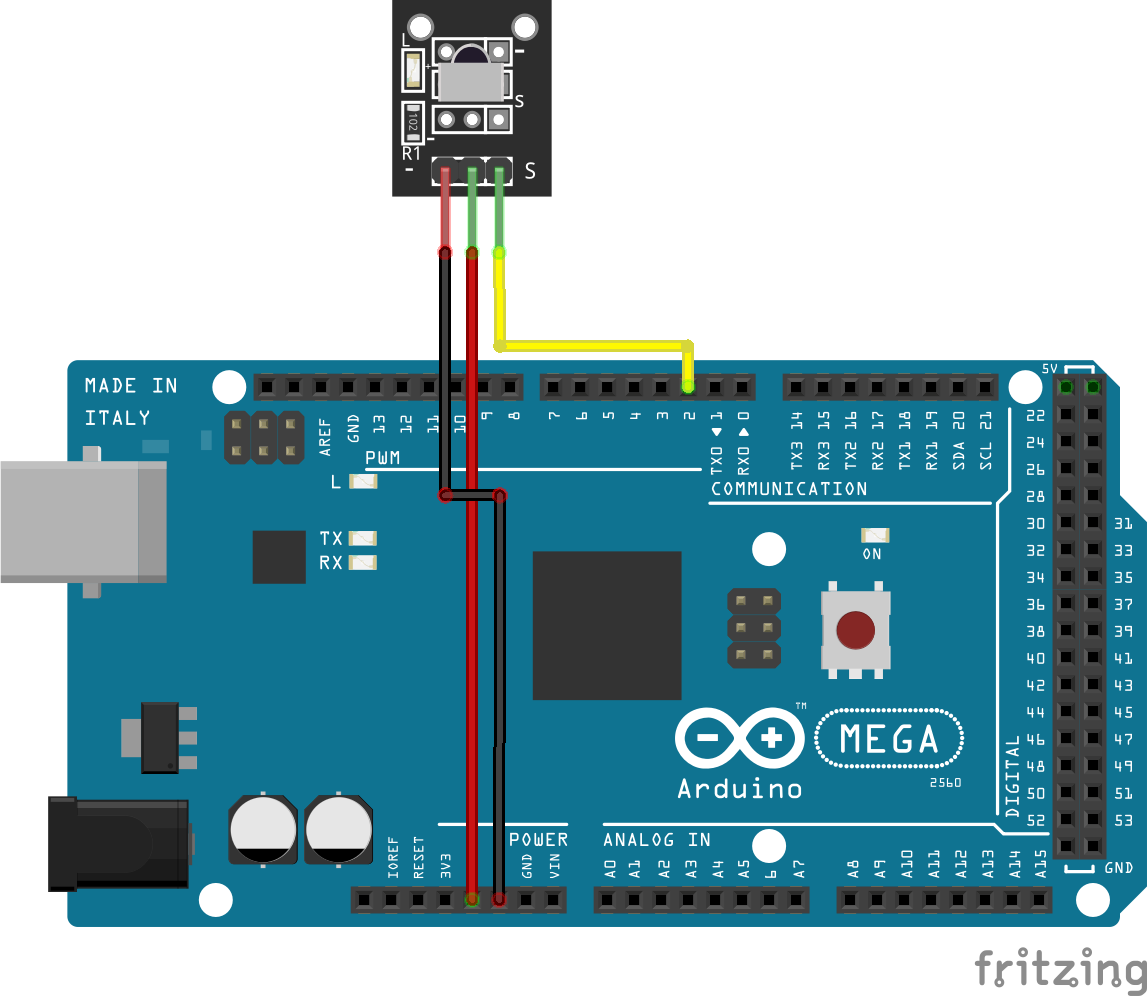 L
-
+
S
102
-
R1
-
S
MADE IN
ITALY
AREF
GND
13
12
11
10
9
8
7
6
5
4
3
2
TX0 1
RX0 0
TX3 14
RX3 15
TX2 16
RX2 17
TX1 18
RX1 19
SDA 20
SCL 21
5V
PWM
L
COMMUNICATION
TX
RX
ON
22
24
26
28
30 31
32 33
34 35
36 37
38 39
40 41
42 43
44 45
46 47
48 49
50 51
52 53
DIGITAL
GND
TM
MEGA
Arduino
2560
POWER
ANALOG IN
IOREF
RESET
3V3
GND
VIN
A0
A1
A2
A3
A4
A5
6
A7
A8
A9
A10
A11
A12
A13
A14
A15
fritzing